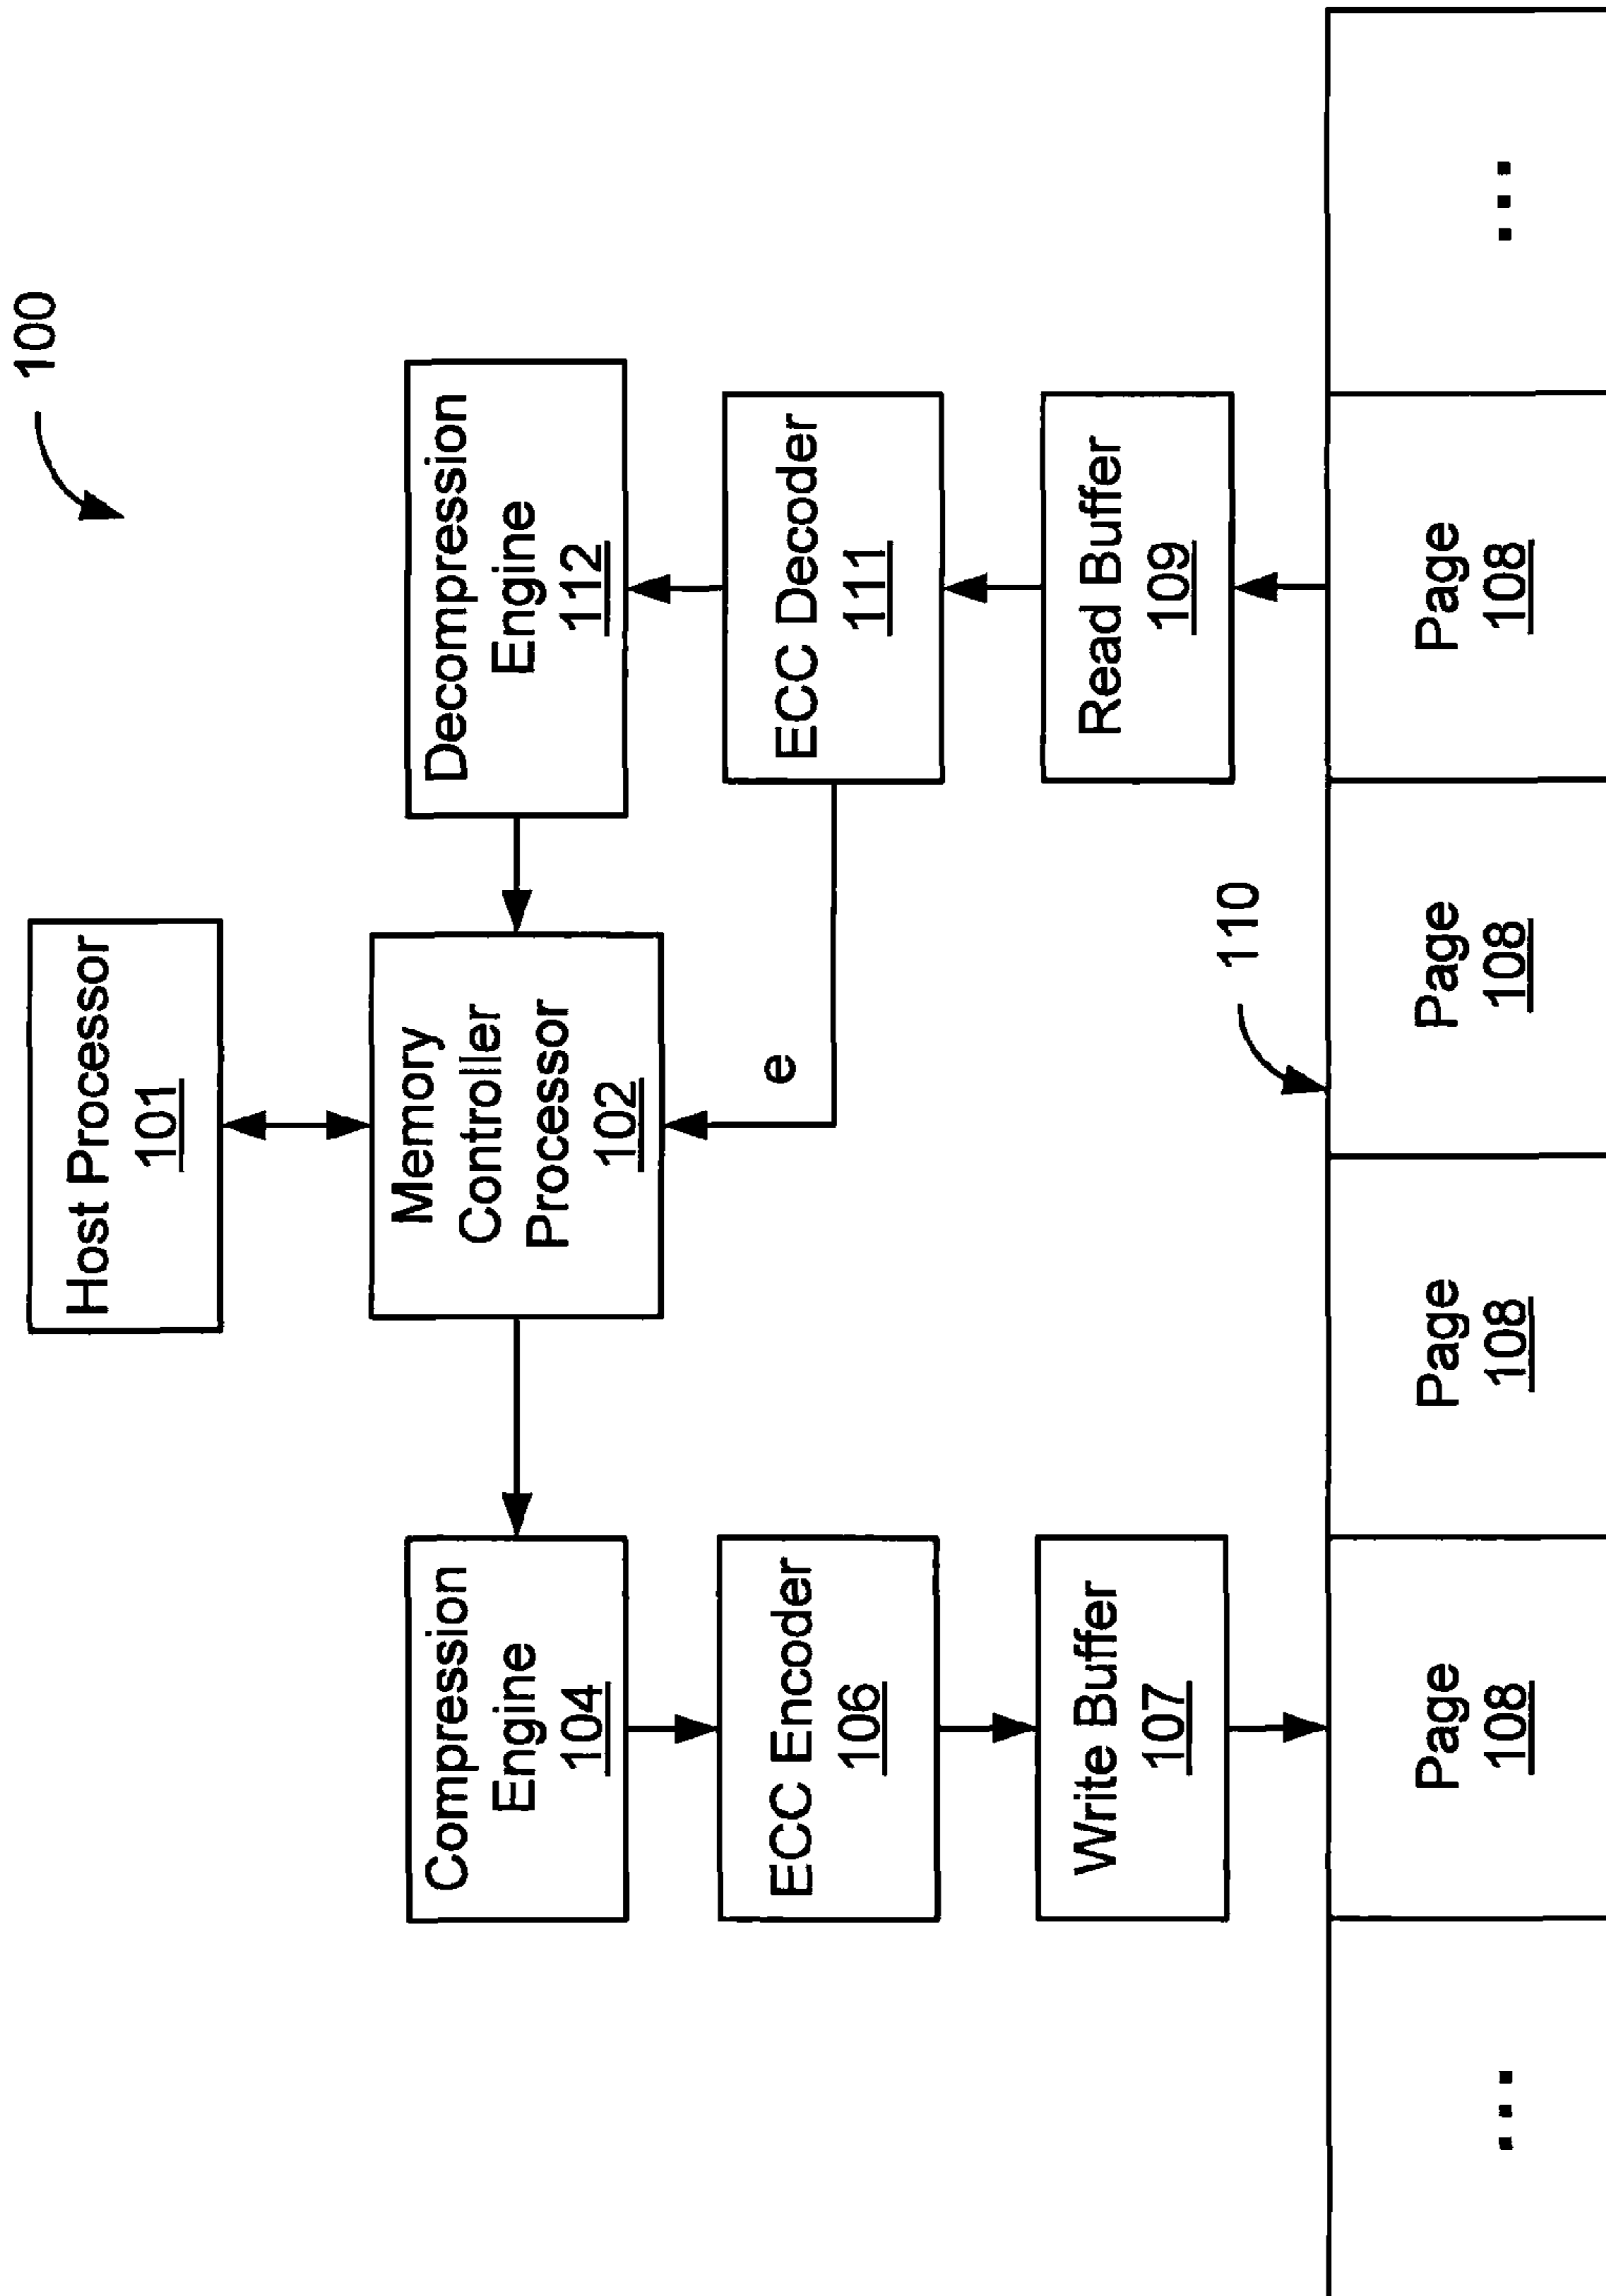 100
Host Processor
101
Compression
Engine
104
Memory
Controller
Processor
102
Decompression
Engine
112
ECC Encoder
106
e
ECC Decoder
111
Write Buffer
107
110
Read Buffer
109
...
Page
108
Page
108
Page
108
Page
108
...